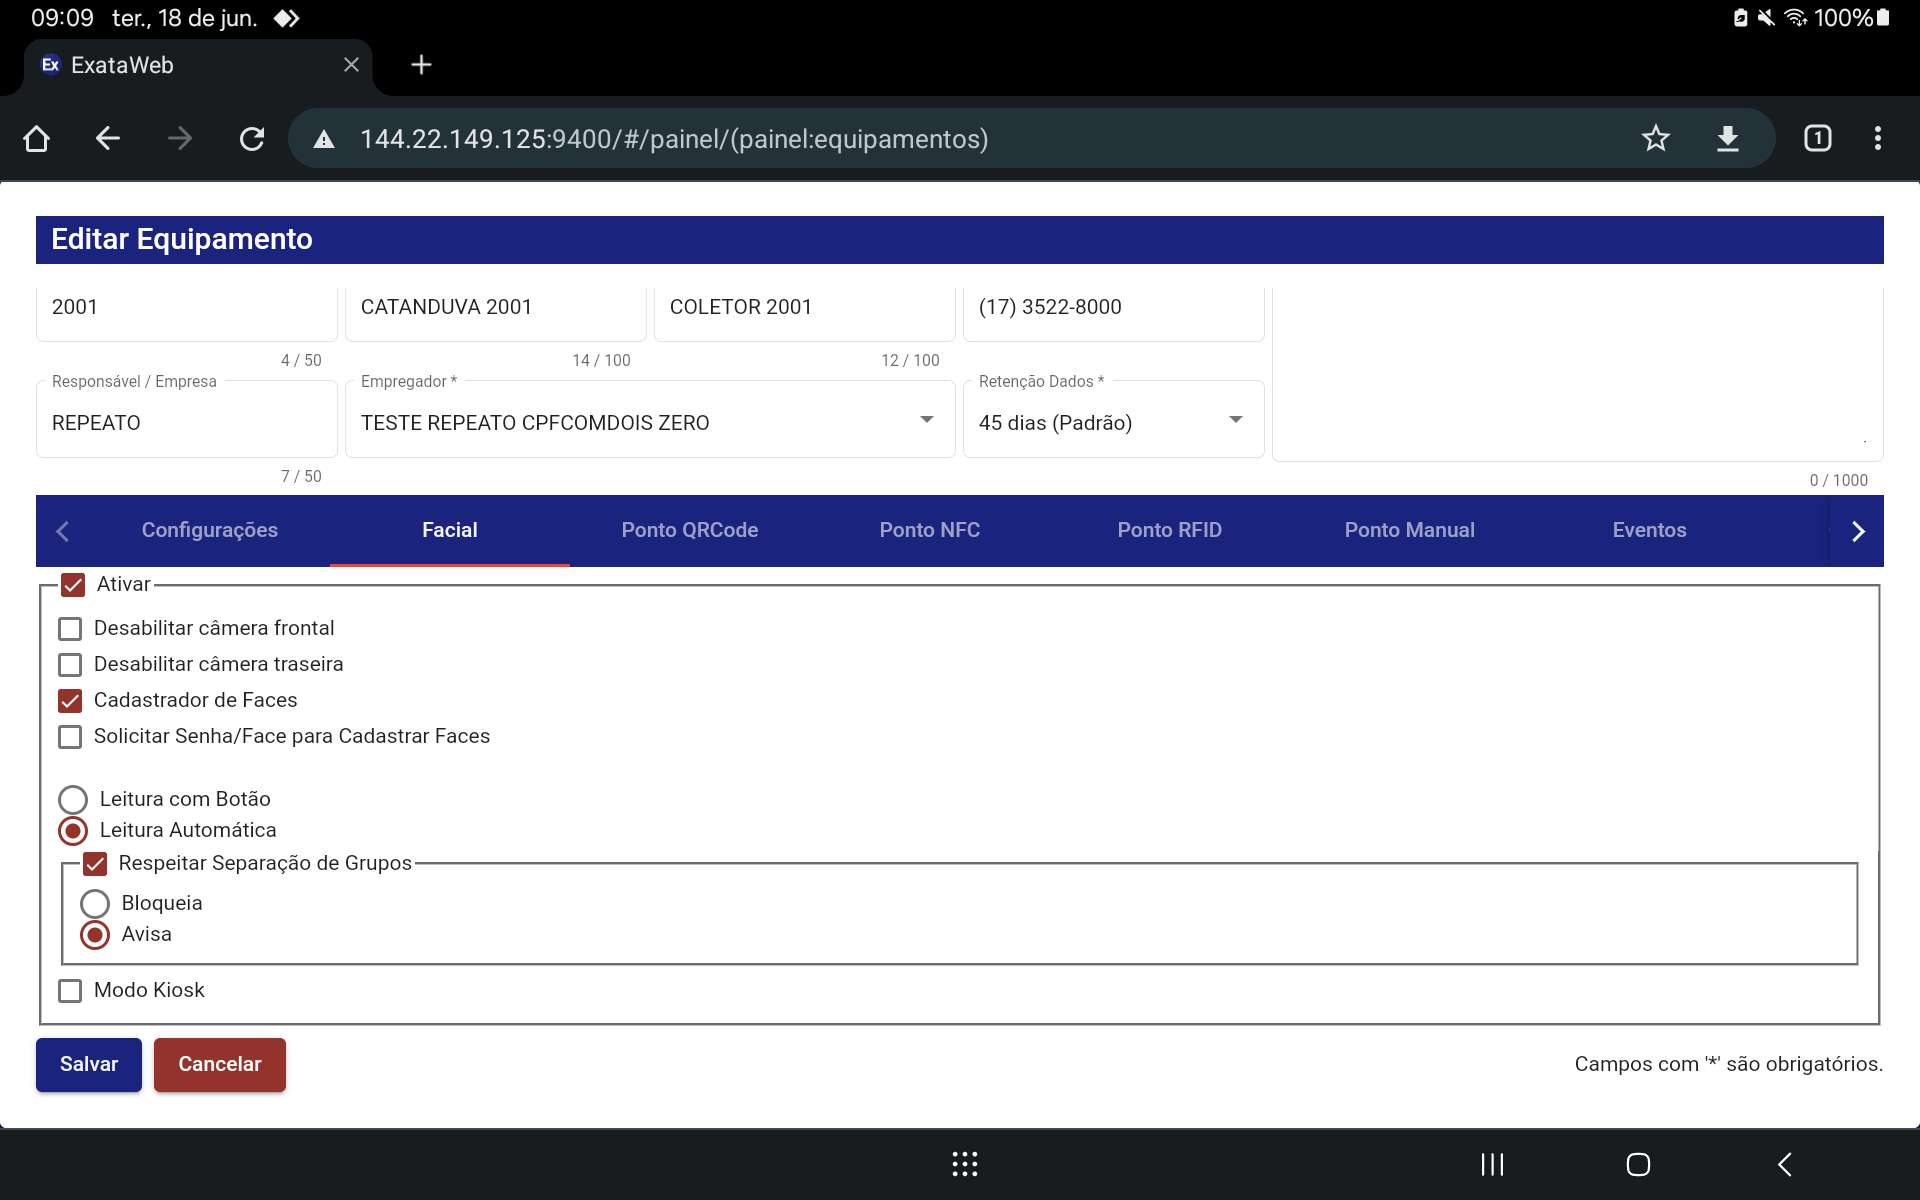 09:09 ter., 18 de jun. 100%
Ex ExataWeb
144.22.149.125:9400/#/painel/(painel:equipamentos) 1
Editar Equipamento
2001 CATANDUVA 2001 COLETOR 2001 (17) 3522-8000
4 / 50 14 / 100 12 / 100
Responsável / Empresa Empregador * Retenção Dados *
REPEATO TESTE REPEATO CPFCOMDOIS ZERO 45 dias (Padrão)
7 / 50 0 / 1000
Configurações Facial Ponto QRCode Ponto NFC Ponto RFID Ponto Manual Eventos
Ativar
Desabilitar câmera frontal
Desabilitar câmera traseira
Cadastrador de Faces
Solicitar Senha/Face para Cadastrar Faces
Leitura com Botão
Leitura Automática
Respeitar Separação de Grupos
Bloqueia
Avisa
Modo Kiosk
Salvar Cancelar Campos com '*' são obrigatórios.